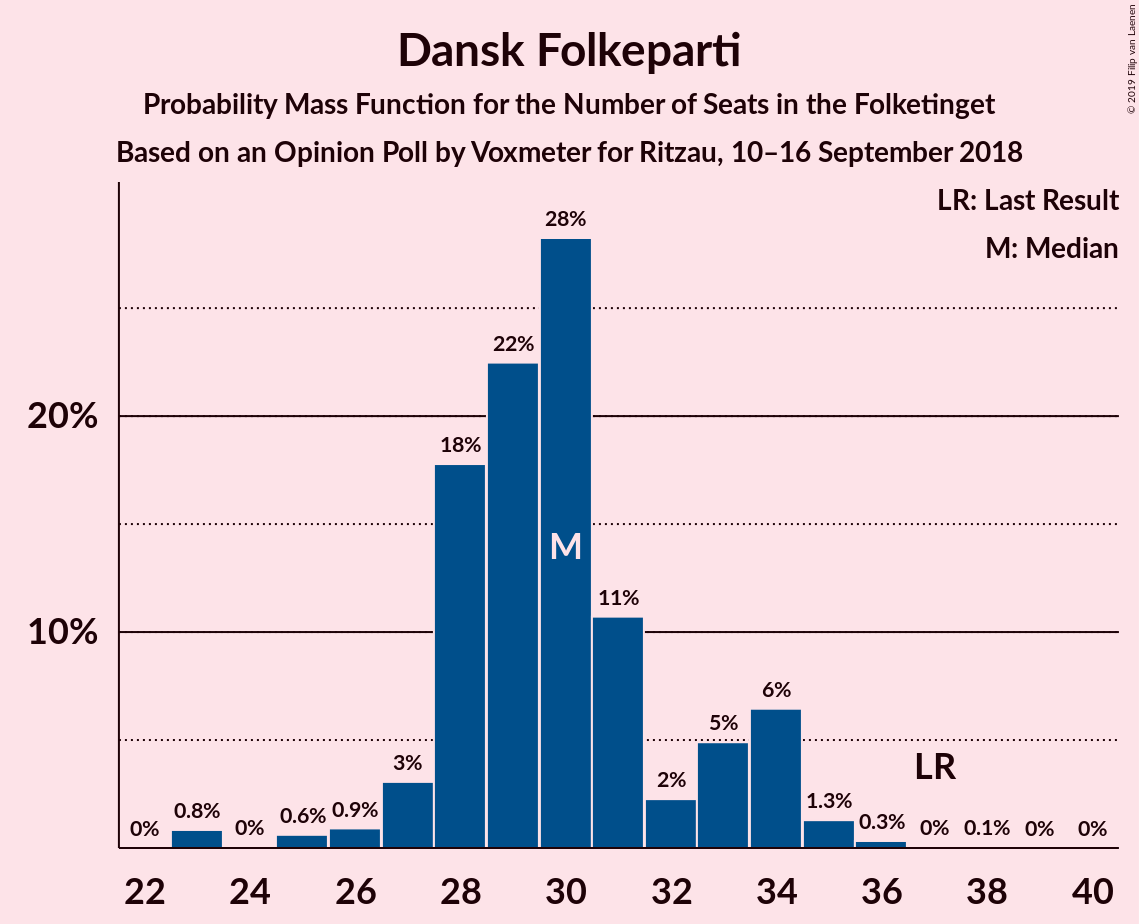 Dansk Folkeparti
Probability Mass Function for the Number of Seats in the Folketinget
Based on an Opinion Poll by Voxmeter for Ritzau, 10–16 September 2018
© 2019 Filip van Laenen
LR: Last Result
M: Median
28%
22%
20%
18%
M
11%
10%
6%
5%
LR
3%
2%
1.3%
0.9%
0.8%
0.6%
0.3%
0%
0%
0%
0.1%
0%
0%
22 24 26 28 30 32 34 36 38 40